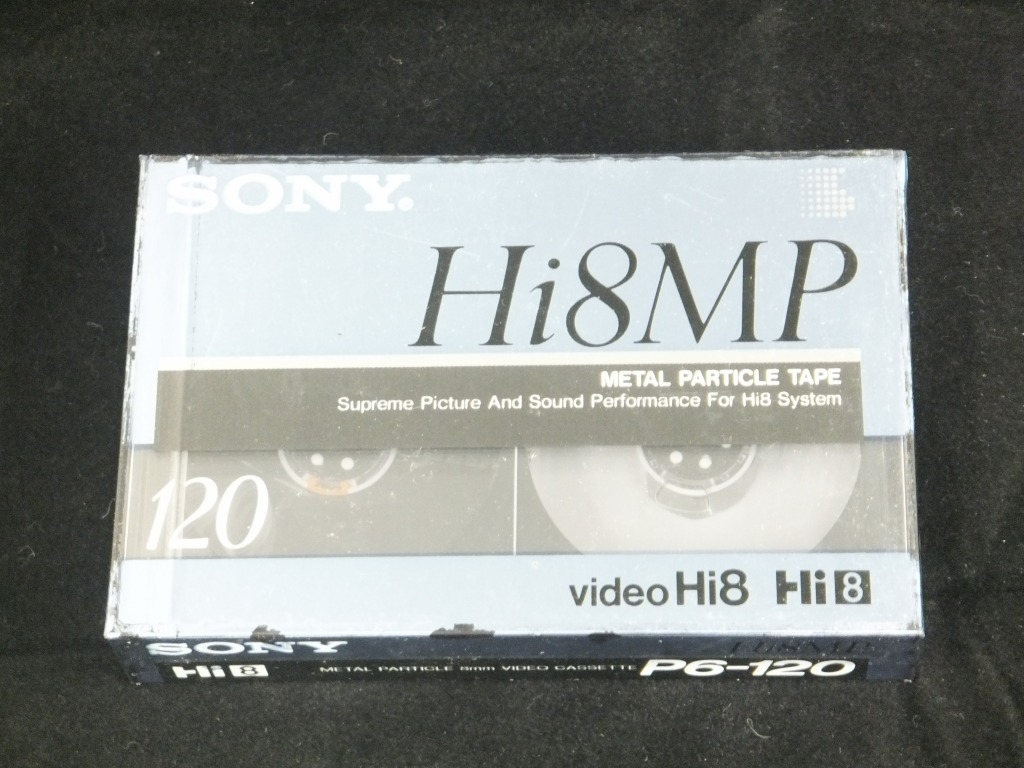 SONY.
Hi8MP
METAL PARTICLE TAPE
Supreme Picture And Sound Performance For Hi8 System
120
video Hi8 Hi8
SONY Hi8MP
Hi8 METAL PARTICLE 8mm VIDEO CASSETTE P6-120